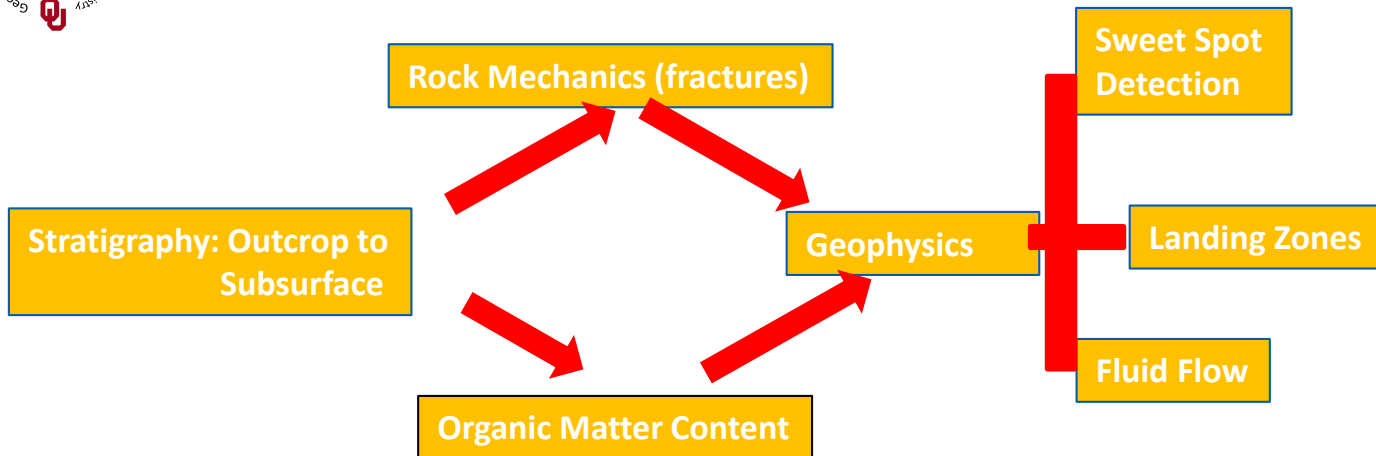 Rock Mechanics (fractures)
Sweet Spot
Detection
Stratigraphy: Outcrop to
Subsurface
Geophysics
Landing Zones
Fluid Flow
Organic Matter Content